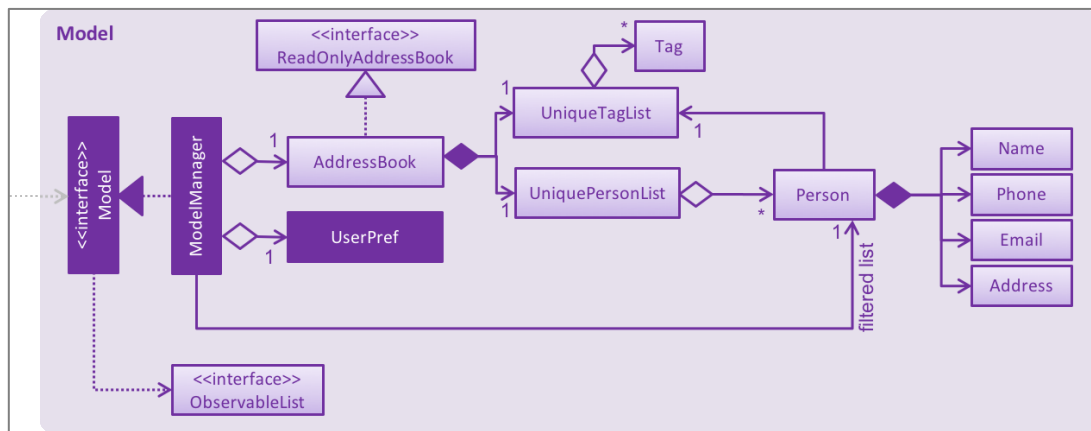 Model
<<interface>>
ReadOnlyAddressBook
*
Tag
<<interface>>
Model
ModelManager
1
AddressBook
1
UniqueTagList
1
1
UniquePersonList
*
Person
1
filtered list
Name
Phone
Email
Address
1
UserPref
<<interface>>
ObservableList